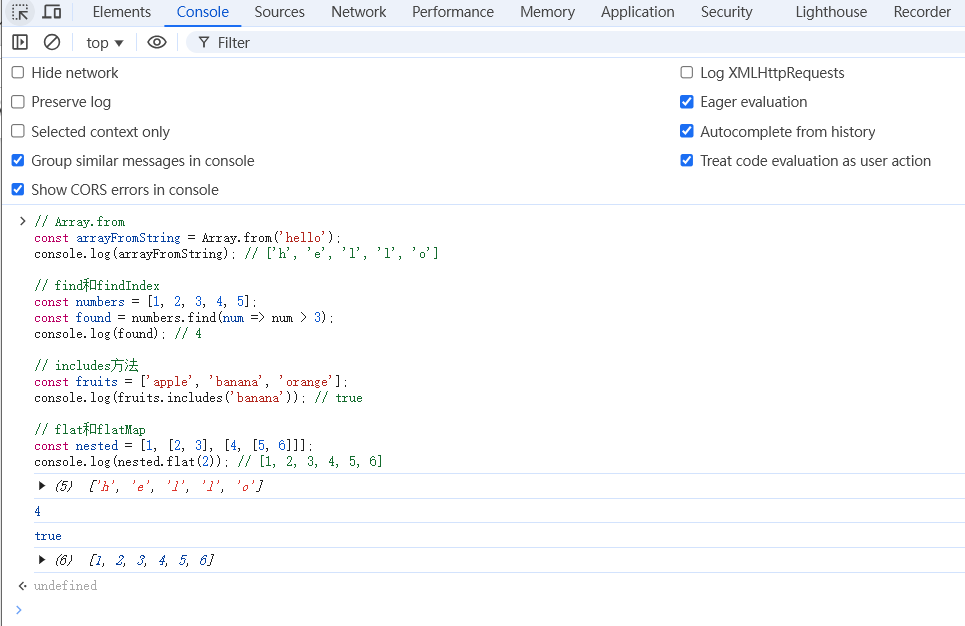 Elements Console Sources Network Performance Memory Application Security Lighthouse Recorder
top Filter
Hide network
Log XMLHttpRequests
Preserve log
Eager evaluation
Selected context only
Autocomplete from history
Group similar messages in console
Treat code evaluation as user action
Show CORS errors in console
// Array.from
const arrayFromString = Array.from('hello');
console.log(arrayFromString); // ['h', 'e', 'l', 'l', 'o']
// find和findIndex
const numbers = [1, 2, 3, 4, 5];
const found = numbers.find(num => num > 3);
console.log(found); // 4
// includes方法
const fruits = ['apple', 'banana', 'orange'];
console.log(fruits.includes('banana')); // true
// flat和flatMap
const nested = [1, [2, 3], [4, [5, 6]]];
console.log(nested.flat(2)); // [1, 2, 3, 4, 5, 6]
(5) ['h', 'e', 'l', 'l', 'o']
4
true
(6) [1, 2, 3, 4, 5, 6]
undefined